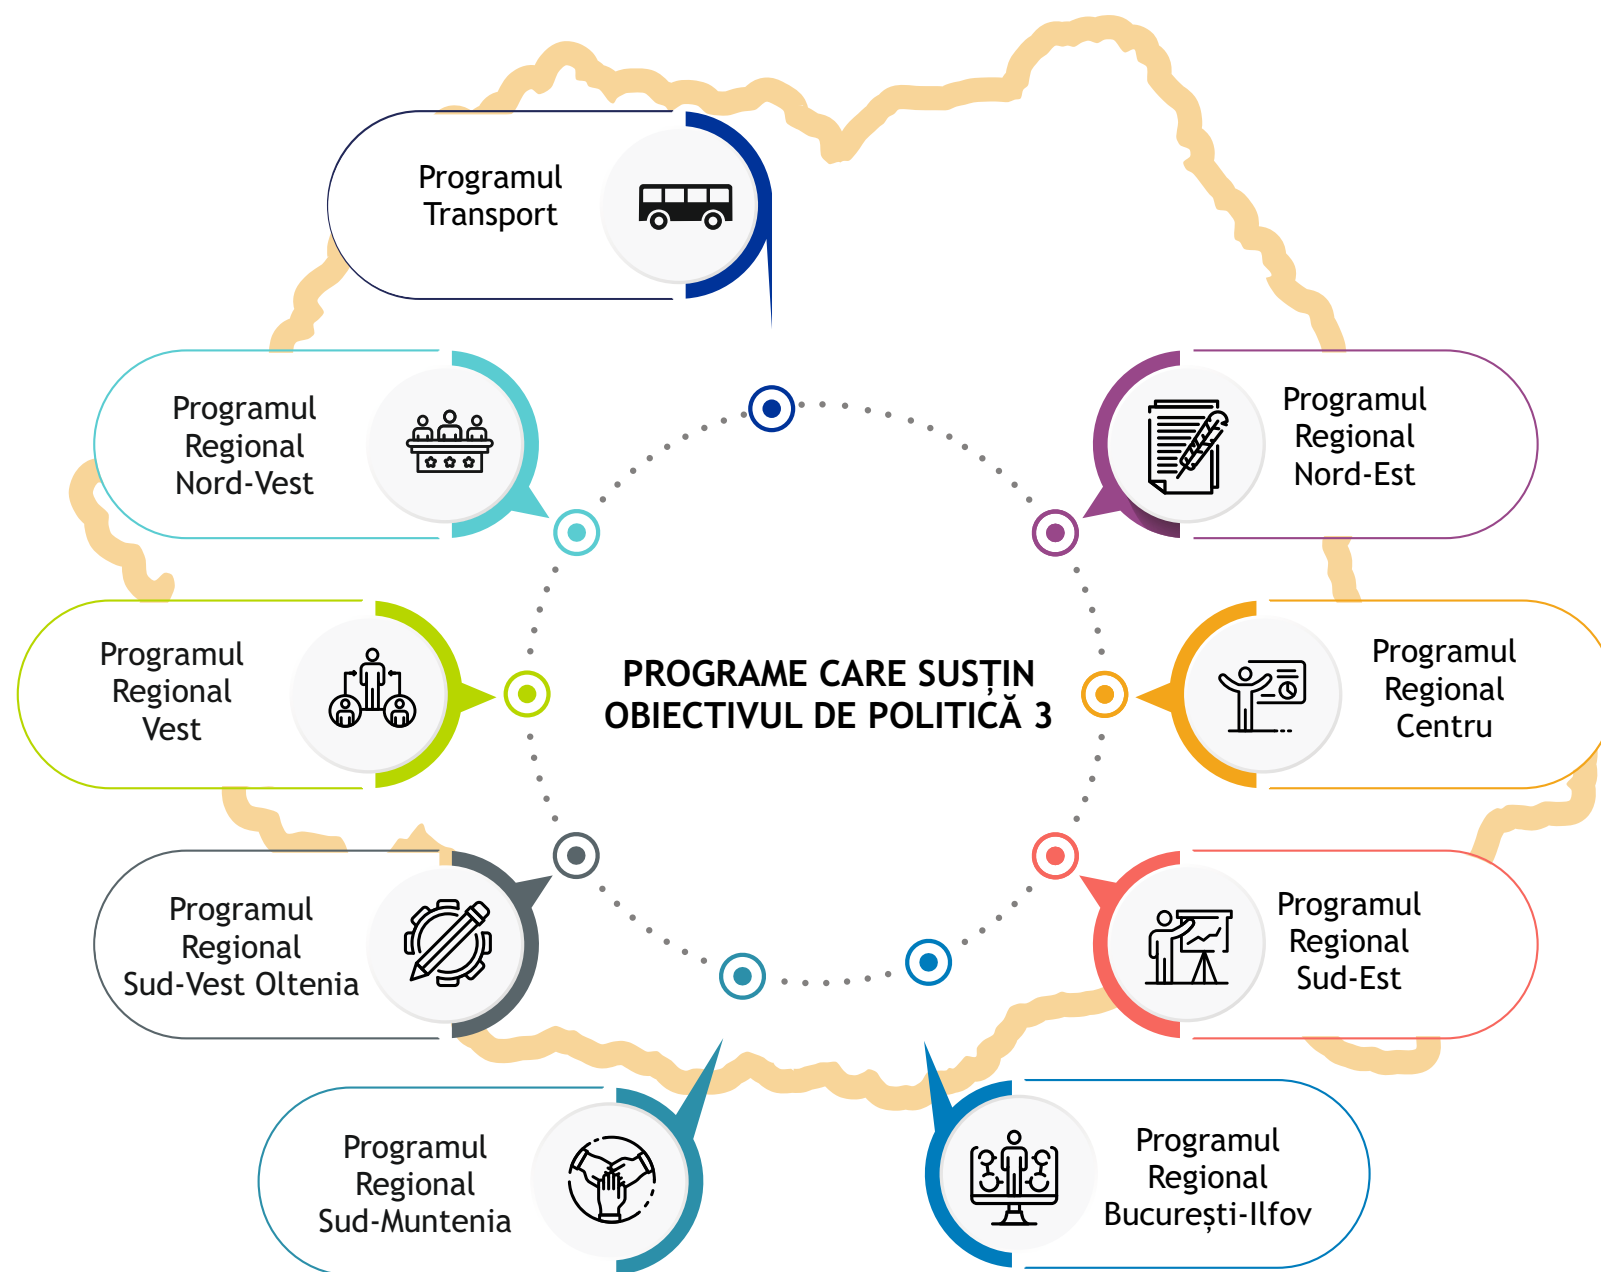 Programul
Transport
Programul
Regional
Nord-Vest
Programul
Regional
Nord-Est
Programul
Regional
Vest
PROGRAME CARE SUSȚIN
OBIECTIVUL DE POLITICĂ 3
Programul
Regional
Centru
Programul
Regional
Sud-Vest Oltenia
Programul
Regional
Sud-Est
Programul
Regional
Sud-Muntenia
Programul
Regional
București-Ilfov